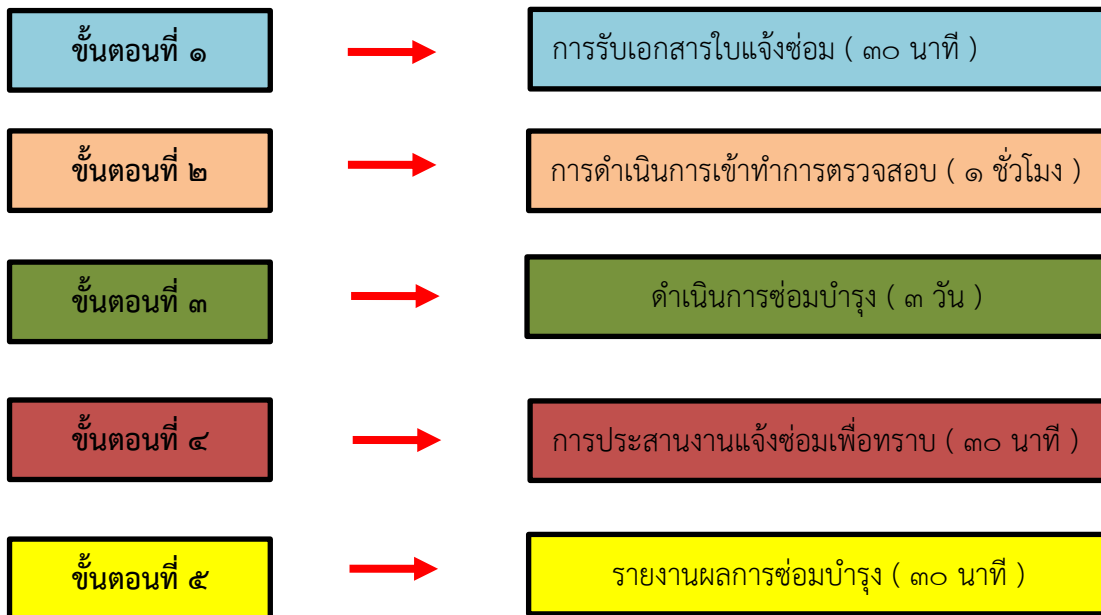 ขั้นตอนที่ ๑
การรับเอกสารใบแจ้งซ่อม ( ๓๐ นาที )
ขั้นตอนที่ ๒
การดำเนินการเข้าทำการตรวจสอบ ( ๑ ชั่วโมง )
ขั้นตอนที่ ๓
ดำเนินการซ่อมบำรุง ( ๓ วัน )
ขั้นตอนที่ ๔
การประสานงานแจ้งซ่อมเพื่อทราบ ( ๓๐ นาที )
ขั้นตอนที่ ๕
รายงานผลการซ่อมบำรุง ( ๓๐ นาที )